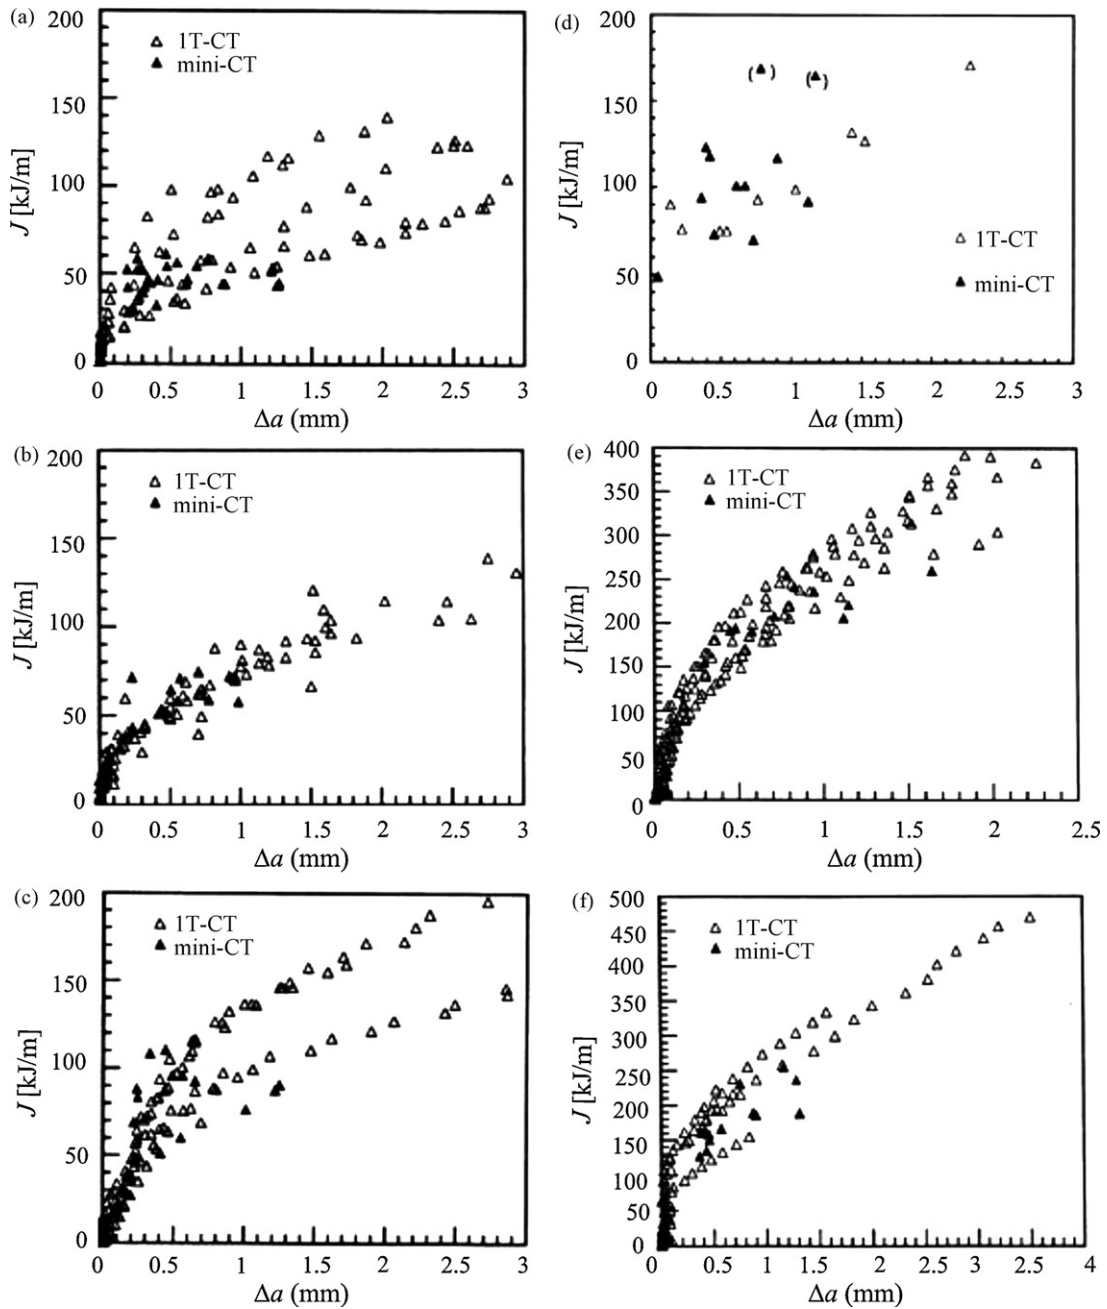 (a)
200
150
100
50
0
J [kJ/m]
1T-CT
mini-CT
0 0.5 1 1.5 2 2.5 3
Δa (mm)
(b)
200
150
100
50
0
J [kJ/m]
1T-CT
mini-CT
0 0.5 1 1.5 2 2.5 3
Δa (mm)
(c)
200
150
100
50
0
J [kJ/m]
1T-CT
mini-CT
0 0.5 1 1.5 2 2.5 3
Δa (mm)
(d)
200
150
100
50
0
J [kJ/m]
( ) ( )
1T-CT
mini-CT
0 0.5 1 1.5 2 2.5 3
Δa (mm)
(e)
400
350
300
250
200
150
100
50
0
J [kJ/m]
1T-CT
mini-CT
0 0.5 1 1.5 2 2.5
Δa (mm)
(f)
500
450
400
350
300
250
200
150
100
50
0
J [kJ/m]
1T-CT
mini-CT
0 0.5 1 1.5 2 2.5 3 3.5 4
Δa (mm)